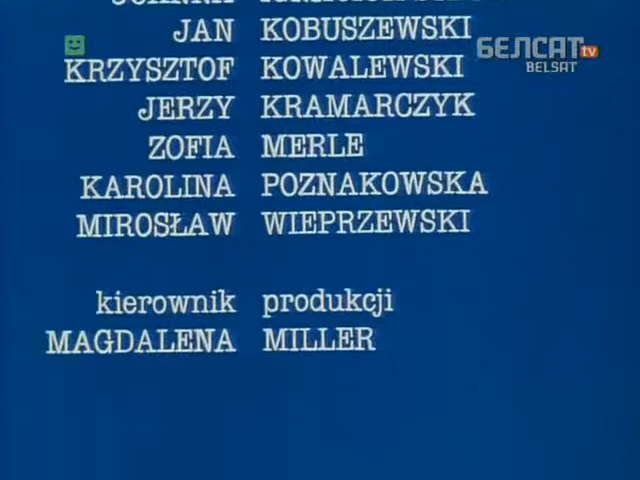 JAN KOBUSZEWSKI
KRZYSZTOF KOWALEWSKI
JERZY KRAMARCZYK
ZOFIA MERLE
KAROLINA POZNAKOWSKA
MIROSŁAW WIEPRZEWSKI
kierownik produkcji
MAGDALENA MILLER
БЕЛСАТ tv
BELSAT